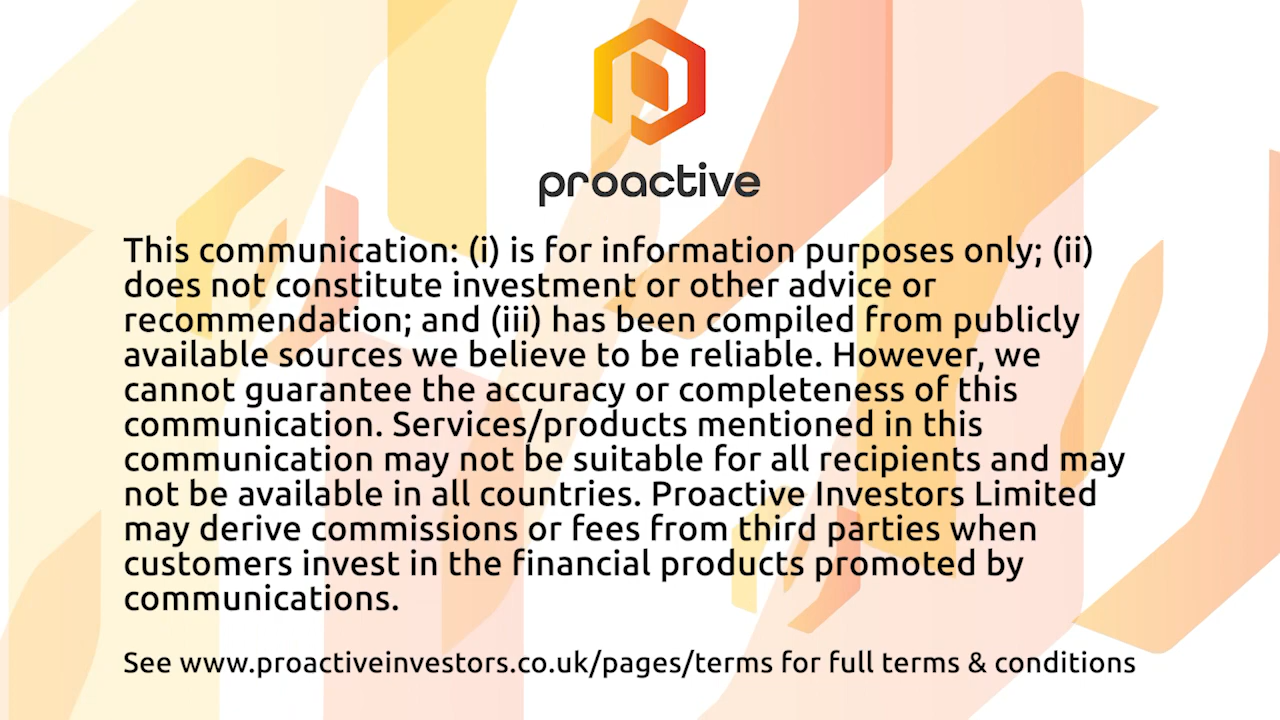 proactive
This communication: (i) is for information purposes only; (ii)
does not constitute investment or other advice or
recommendation; and (iii) has been compiled from publicly
available sources we believe to be reliable. However, we
cannot guarantee the accuracy or completeness of this
communication. Services/products mentioned in this
communication may not be suitable for all recipients and may
not be available in all countries. Proactive Investors Limited
may derive commissions or fees from third parties when
customers invest in the financial products promoted by
communications.
See www.proactiveinvestors.co.uk/pages/terms for full terms & conditions